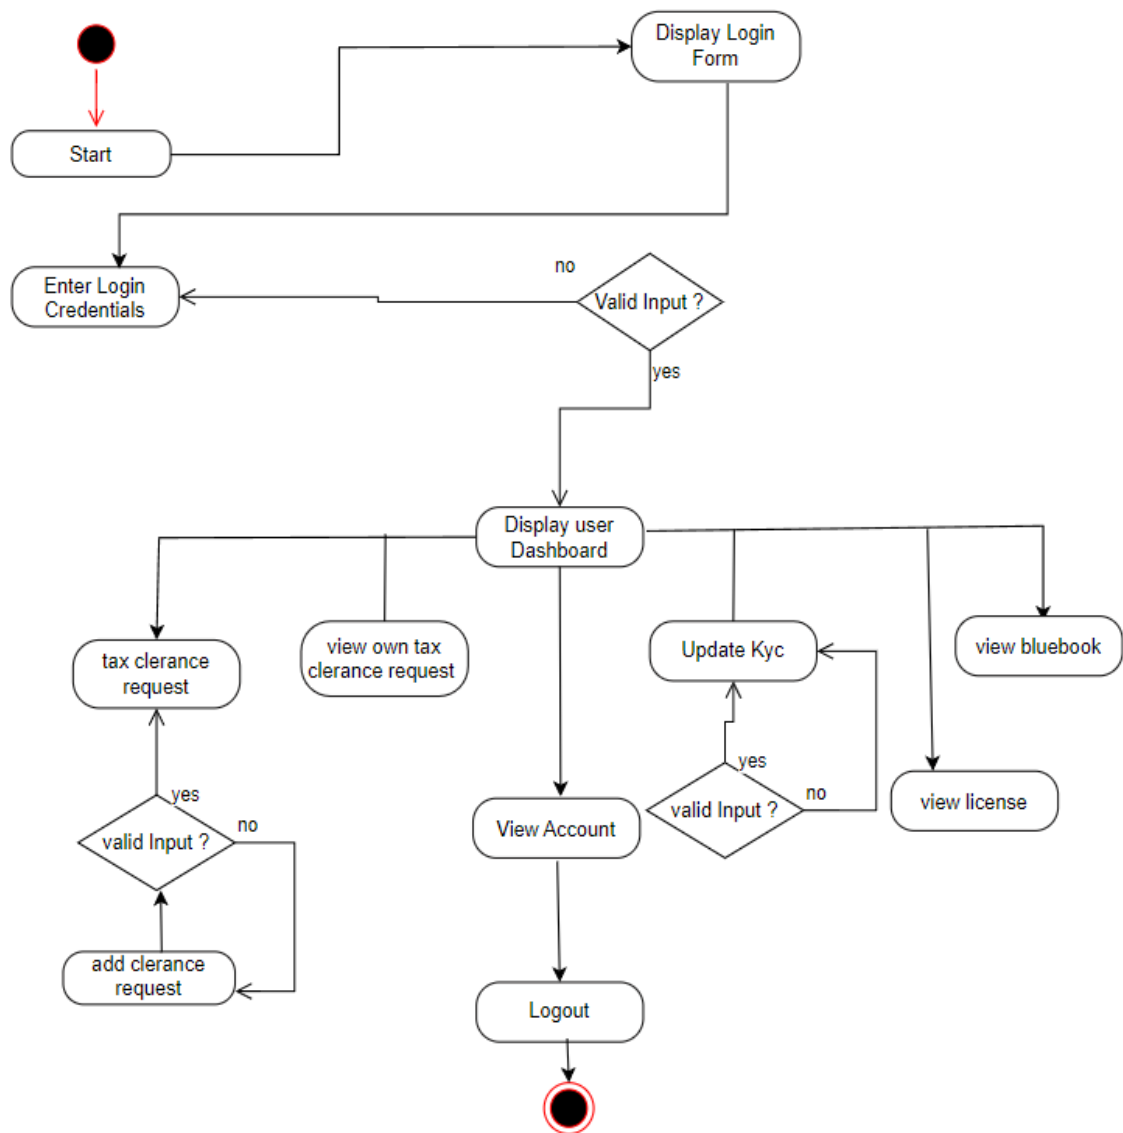 Display Login
Form
Start
Enter Login
Credentials
no
Valid Input ?
yes
Display user
Dashboard
tax clerance
request
view own tax
clerance request
Update Kyc
view bluebook
yes
valid Input ?
no
View Account
yes
valid Input ?
no
view license
add clerance
request
Logout